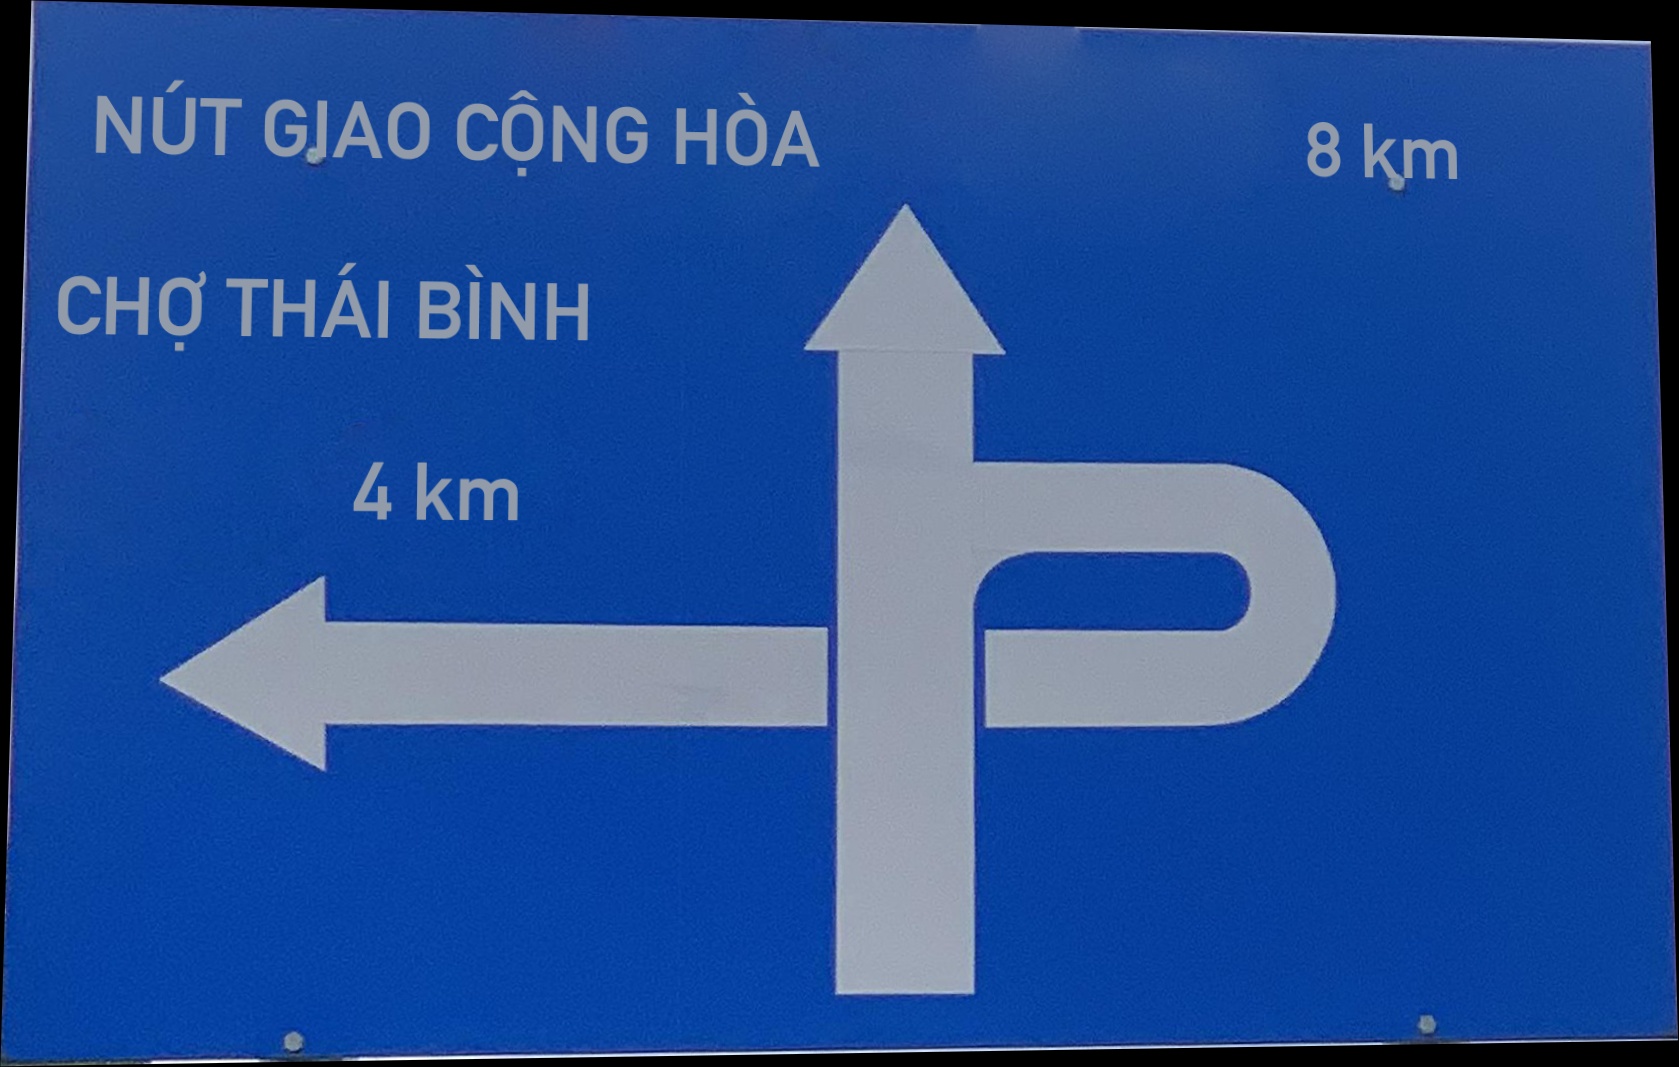 NÚT GIAO CỘNG HÒA 8 km
CHỢ THÁI BÌNH
4 km